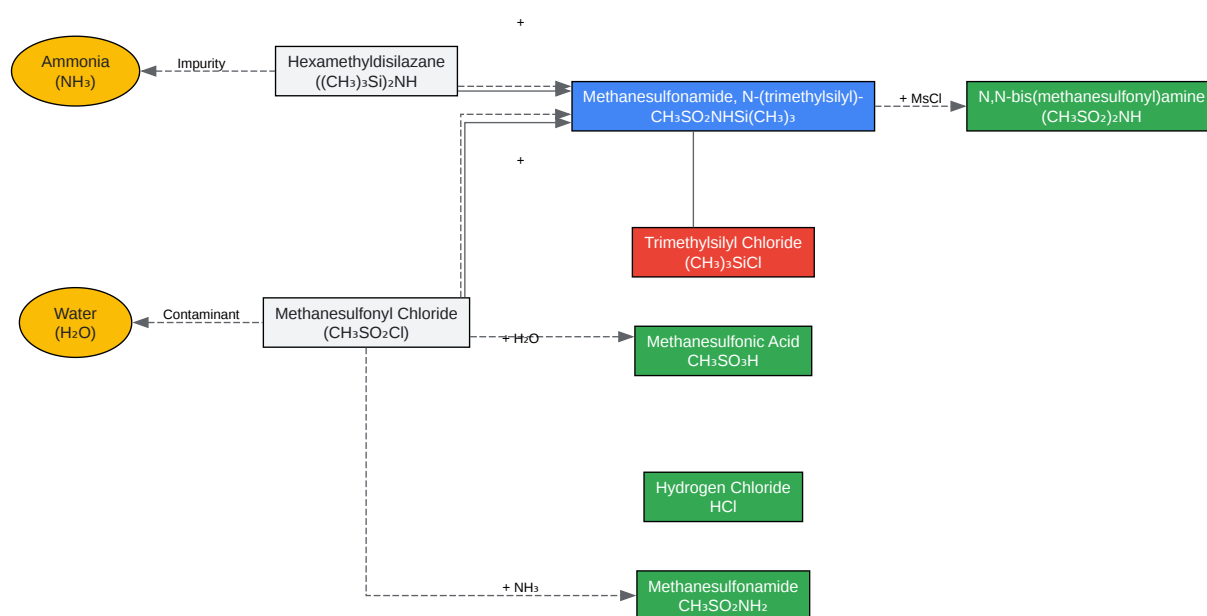 +
Ammonia
(NH₃)
Impurity
Hexamethyldisilazane
((CH₃)₃Si)₂NH
Methanesulfonamide, N-(trimethylsilyl)-
CH₃SO₂NHSi(CH₃)₃
+ MsCl
N,N-bis(methanesulfonyl)amine
(CH₃SO₂)₂NH
+
Trimethylsilyl Chloride
(CH₃)₃SiCl
Water
(H₂O)
Contaminant
Methanesulfonyl Chloride
(CH₃SO₂Cl)
+ H₂O
Methanesulfonic Acid
CH₃SO₃H
Hydrogen Chloride
HCl
+ NH₃
Methanesulfonamide
CH₃SO₂NH₂